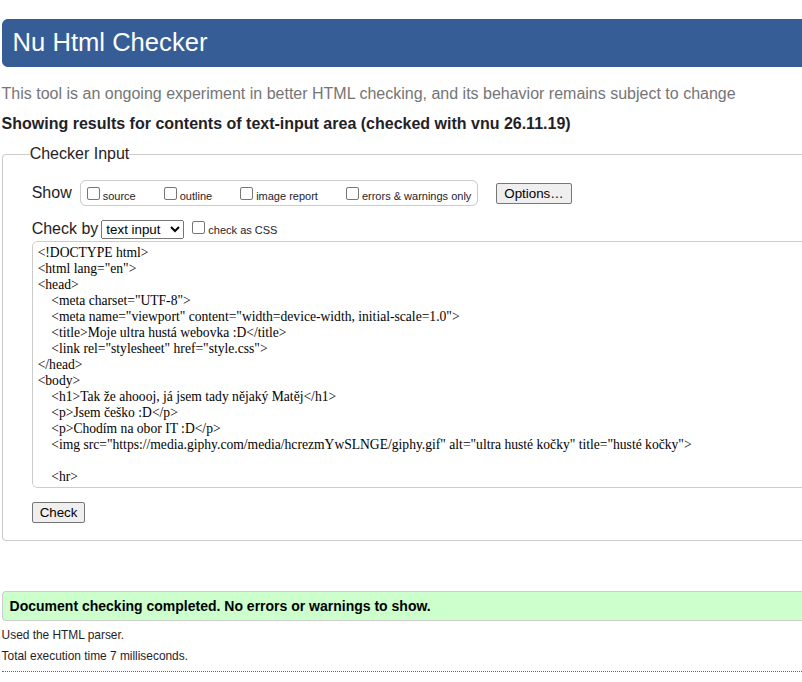 Nu Html Checker
This tool is an ongoing experiment in better HTML checking, and its behavior remains subject to change
Showing results for contents of text-input area (checked with vnu 26.11.19)
Checker Input
Show source outline image report errors & warnings only Options…
Check by text input check as CSS
<!DOCTYPE html>
<html lang="en">
<head>
    <meta charset="UTF-8">
    <meta name="viewport" content="width=device-width, initial-scale=1.0">
    <title>Moje ultra hustá webovka :D</title>
    <link rel="stylesheet" href="style.css">
</head>
<body>
    <h1>Tak že ahoooj, já jsem tady nějaký Matěj</h1>
    <p>Jsem češko :D</p>
    <p>Chodím na obor IT :D</p>
    <img src="https://media.giphy.com/media/hcrezmYwSLNGE/giphy.gif" alt="ultra husté kočky" title="husté kočky">
    <hr>
Check
Document checking completed. No errors or warnings to show.
Used the HTML parser.
Total execution time 7 milliseconds.